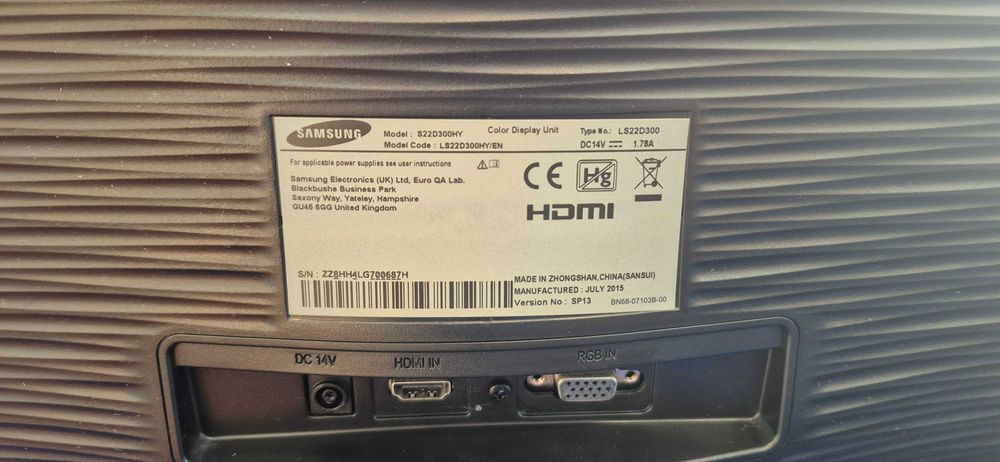 SAMSUNG
Model : S22D300HY Color Display Unit Type No.: LS22D300
Model Code : LS22D300HY/EN DC14V ⎓ 1.78A
For applicable power supplies see user instructions
Samsung Electronics (UK) Ltd, Euro QA Lab.
Blackbushe Business Park
Saxony Way, Yateley, Hampshire
GU46 6GG United Kingdom
CE Hg
HDMI
S/N : ZZ8HH4LG700687H
MADE IN ZHONGSHAN,CHINA(SANSUI)
MANUFACTURED : JULY 2015
Version No : SP13 BN68-07103B-00
DC 14V HDMI IN RGB IN